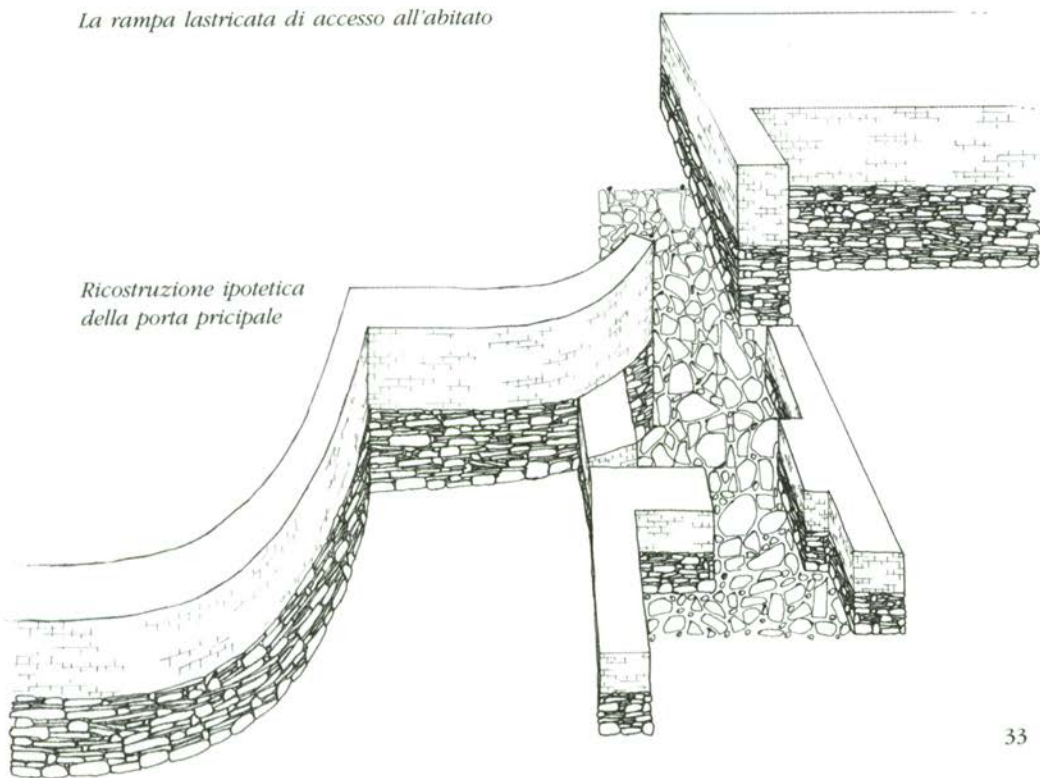 La rampa lastricata di accesso all'abitato
Ricostruzione ipotetica
della porta pricipale
33